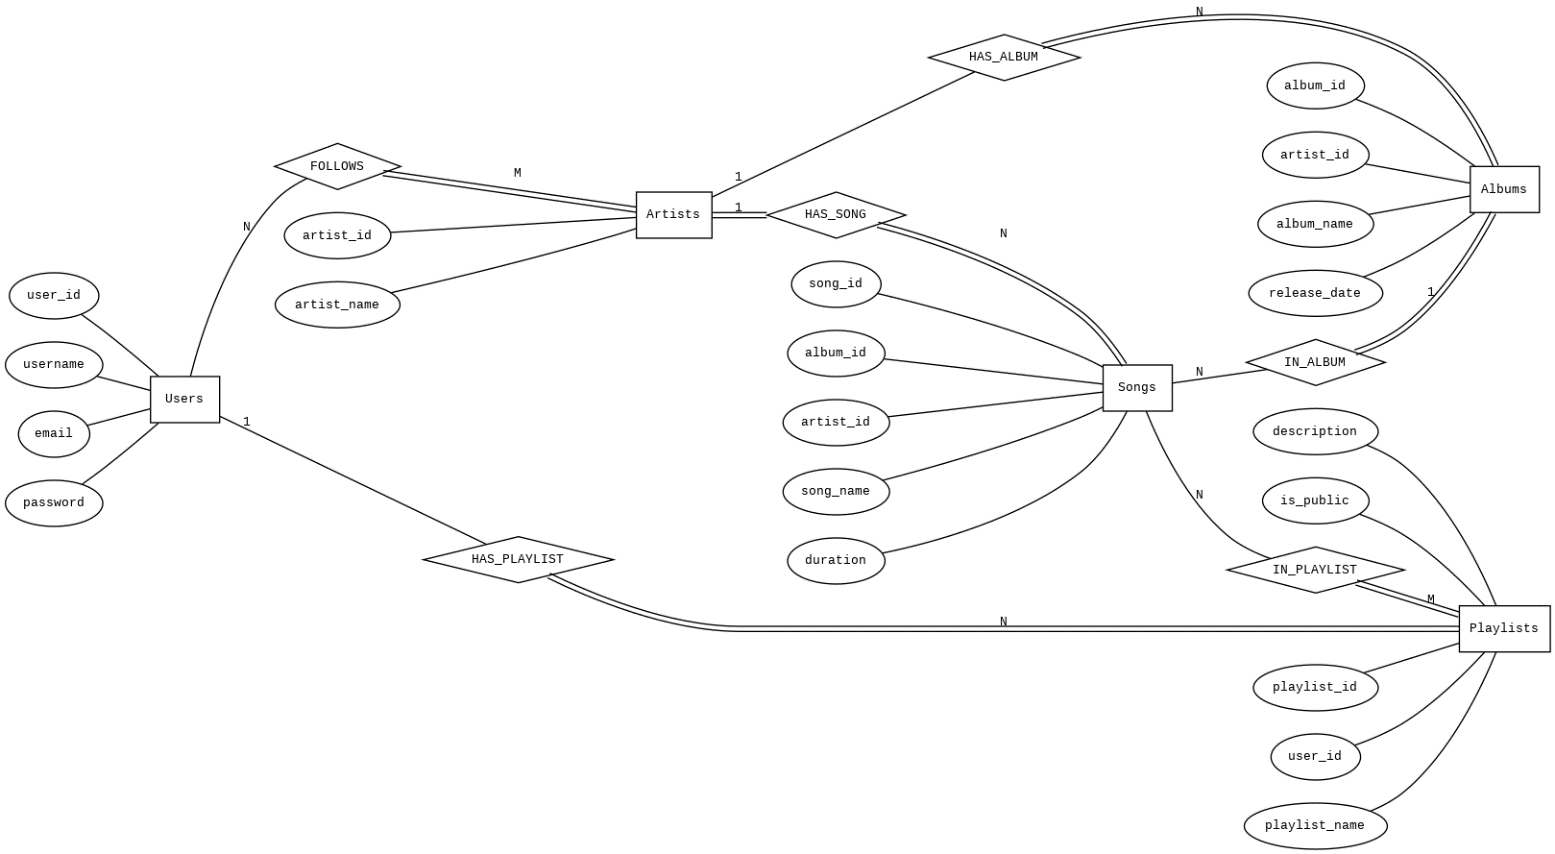 N
HAS_ALBUM
album_id
FOLLOWS
M
artist_id
1
Albums
Artists
1
HAS_SONG
album_name
N
N
artist_id
song_id
release_date
1
user_id
artist_name
album_id
IN_ALBUM
username
N
Users
Songs
1
artist_id
description
email
song_name
N
is_public
password
HAS_PLAYLIST
duration
IN_PLAYLIST
M
N
Playlists
playlist_id
user_id
playlist_name